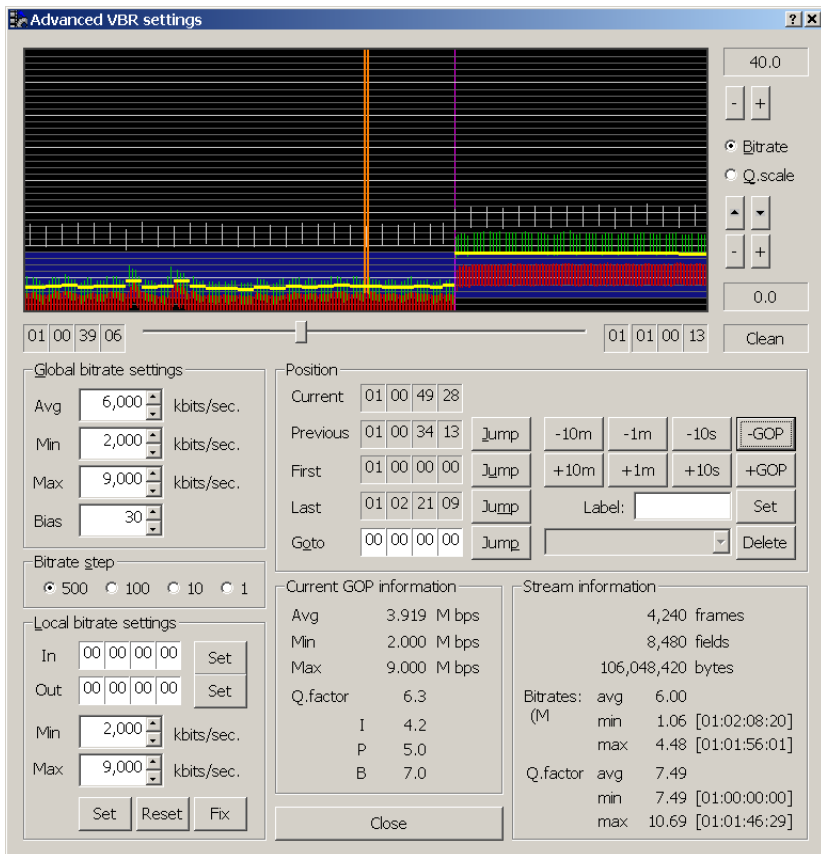 Advanced VBR settings
40.0
- +
Bitrate
Q.scale
- +
0.0
01 00 39 06
01 01 00 13
Clean
Global bitrate settings
Avg 6,000 kbits/sec.
Min 2,000 kbits/sec.
Max 9,000 kbits/sec.
Bias 30
Bitrate step
500 100 10 1
Local bitrate settings
In 00 00 00 00 Set
Out 00 00 00 00 Set
Min 2,000 kbits/sec.
Max 9,000 kbits/sec.
Set Reset Fix
Position
Current 01 00 49 28
Previous 01 00 34 13 Jump -10m -1m -10s -GOP
First 01 00 00 00 Jump +10m +1m +10s +GOP
Last 01 02 21 09 Jump Label: Set
Goto 00 00 00 00 Jump Delete
Current GOP information
Avg 3.919 M bps
Min 2.000 M bps
Max 9.000 M bps
Q.factor 6.3
I 4.2
P 5.0
B 7.0
Close
Stream information
4,240 frames
8,480 fields
106,048,420 bytes
Bitrates: avg 6.00
(M min 1.06 [01:02:08:20]
max 4.48 [01:01:56:01]
Q.factor avg 7.49
min 7.49 [01:00:00:00]
max 10.69 [01:01:46:29]